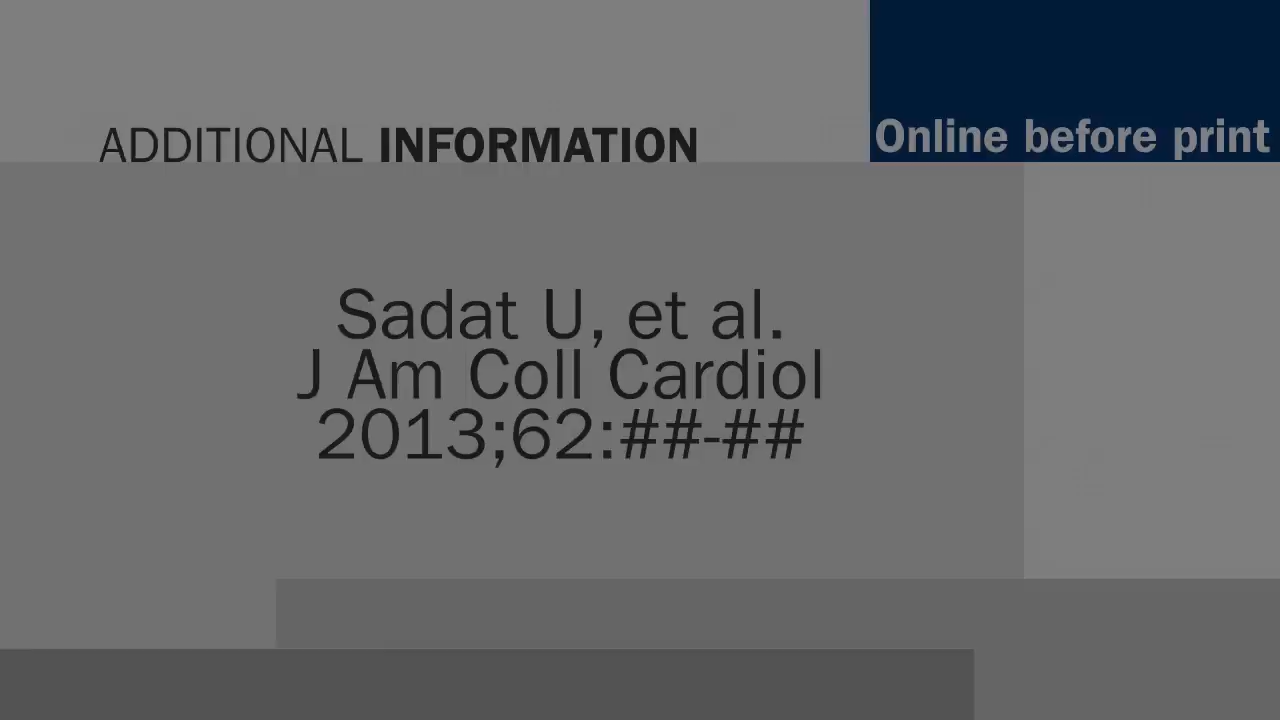 ADDITIONAL INFORMATION
Online before print
Sadat U, et al.
J Am Coll Cardiol
2013;62:##-##